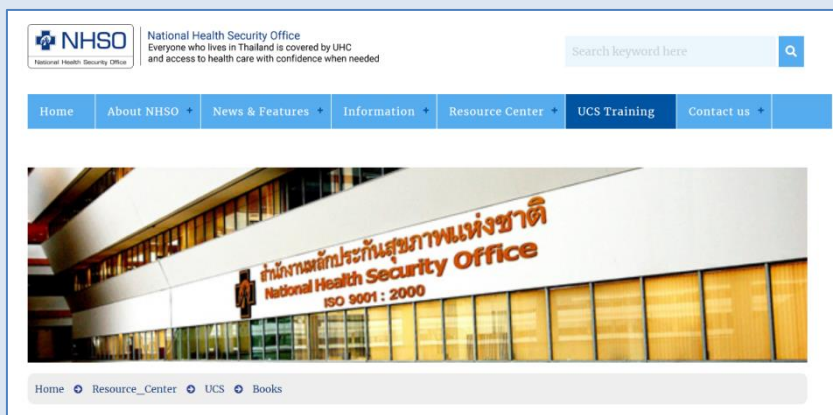 NHSO
National Health Security Office
National Health Security Office
Everyone who lives in Thailand is covered by UHC
and access to health care with confidence when needed
Search keyword here
Home
About NHSO +
News & Features +
Information +
Resource Center +
UCS Training
Contact us +
สำนักงานหลักประกันสุขภาพแห่งชาติ
National Health Security Office
ISO 9001 : 2000
Home Resource_Center UCS Books